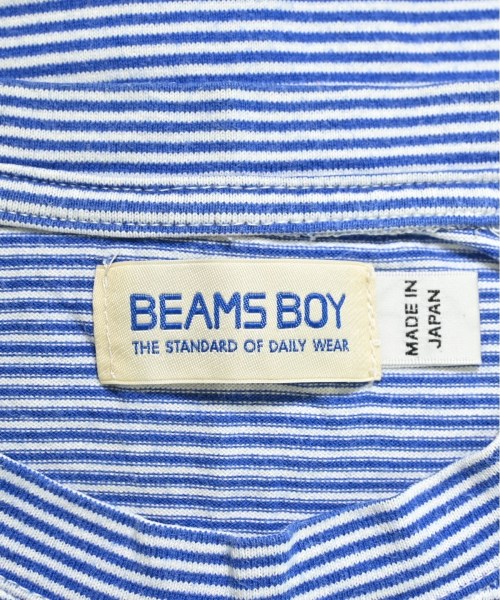 BEAMS BOY
THE STANDARD OF DAILY WEAR
MADE IN
JAPAN